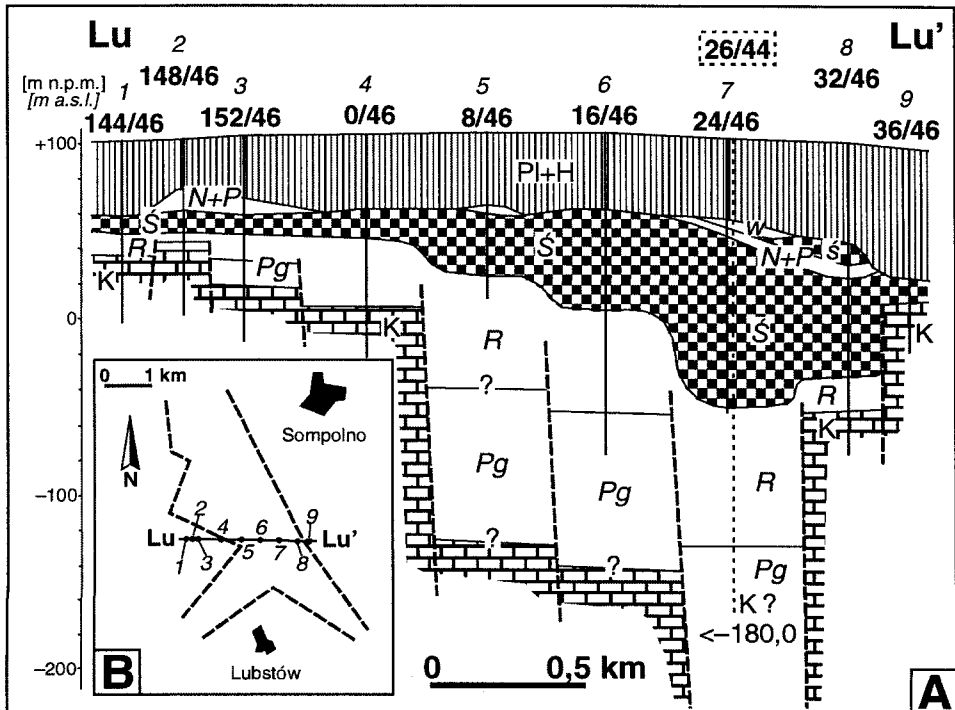 Lu
Lu'
2
26/44
8
[m n.p.m.]
148/46
32/46
[m a.s.l.]
1
3
4
5
6
7
9
144/46
152/46
0/46
8/46
16/46
24/46
36/46
+100
Pl+H
N+P
w
Ś
Ś
ś
N+P
R
Pg
K
0
K
Ś
K
R
R
?
K
0 1 km
Sompolno
N
Pg
Pg
R
-100
2
4
6
9
Lu
Lu'
1
3
5
7
8
?
?
Pg
K ?
<-180,0
Lubstów
-200
B
0 0,5 km
A